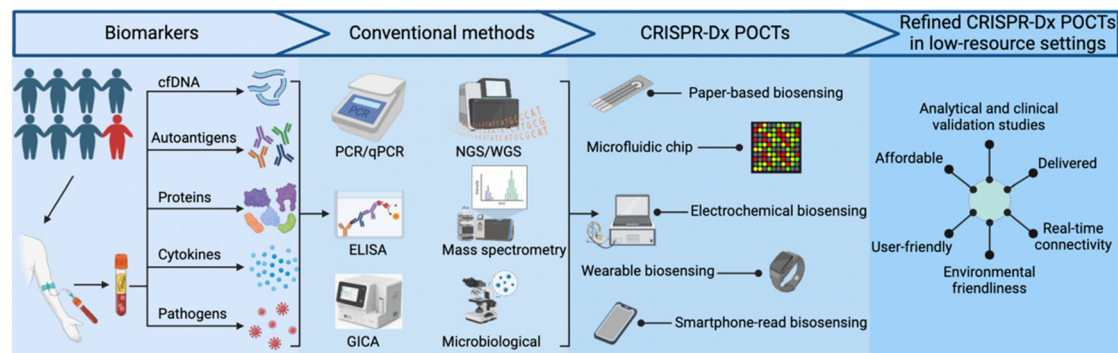 Biomarkers
Conventional methods
CRISPR-Dx POCTs
Refined CRISPR-Dx POCTs
in low-resource settings
cfDNA
Autoantigens
Proteins
Cytokines
Pathogens
PCR
PCR/qPCR
NGS/WGS
ELISA
Mass spectrometry
GICA
Microbiological
Paper-based biosensing
Microfluidic chip
Electrochemical biosensing
Wearable biosensing
Smartphone-read bisosensing
Analytical and clinical
validation studies
Affordable
Delivered
User-friendly
Real-time
connectivity
Environmental
friendliness